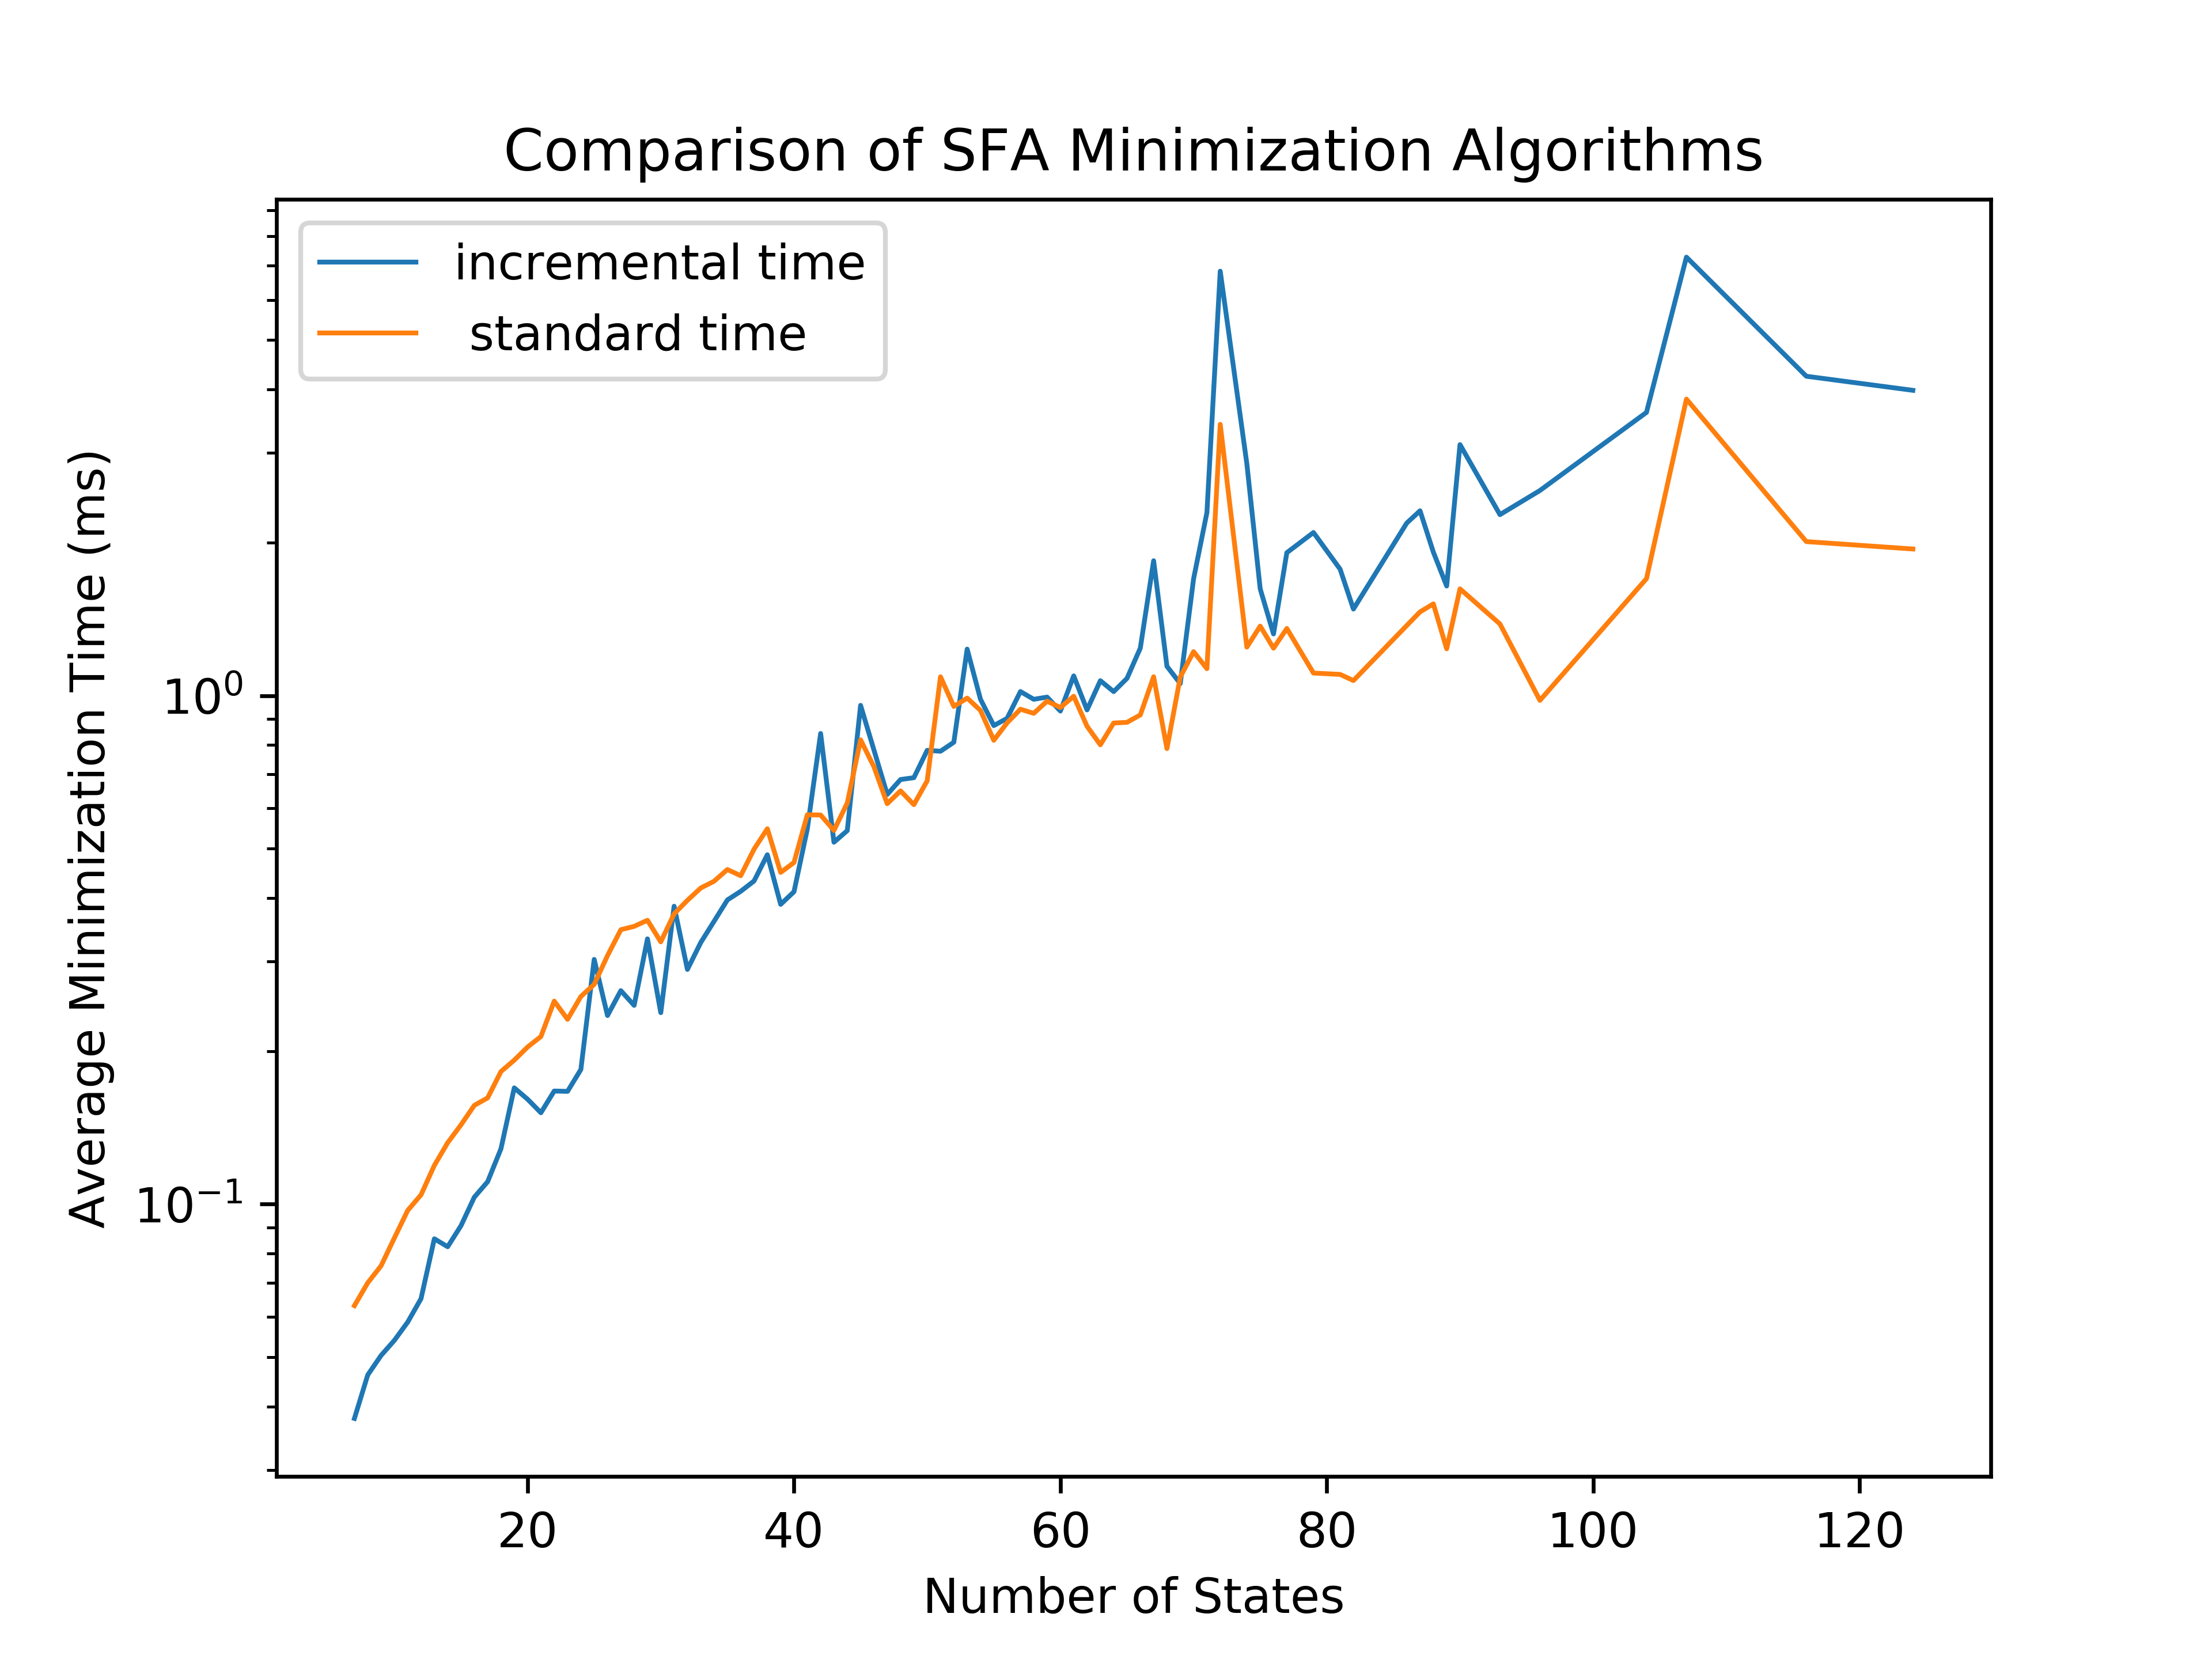 Comparison of SFA Minimization Algorithms
incremental time
standard time
Average Minimization Time (ms)
10⁰
10⁻¹
20 40 60 80 100 120
Number of States